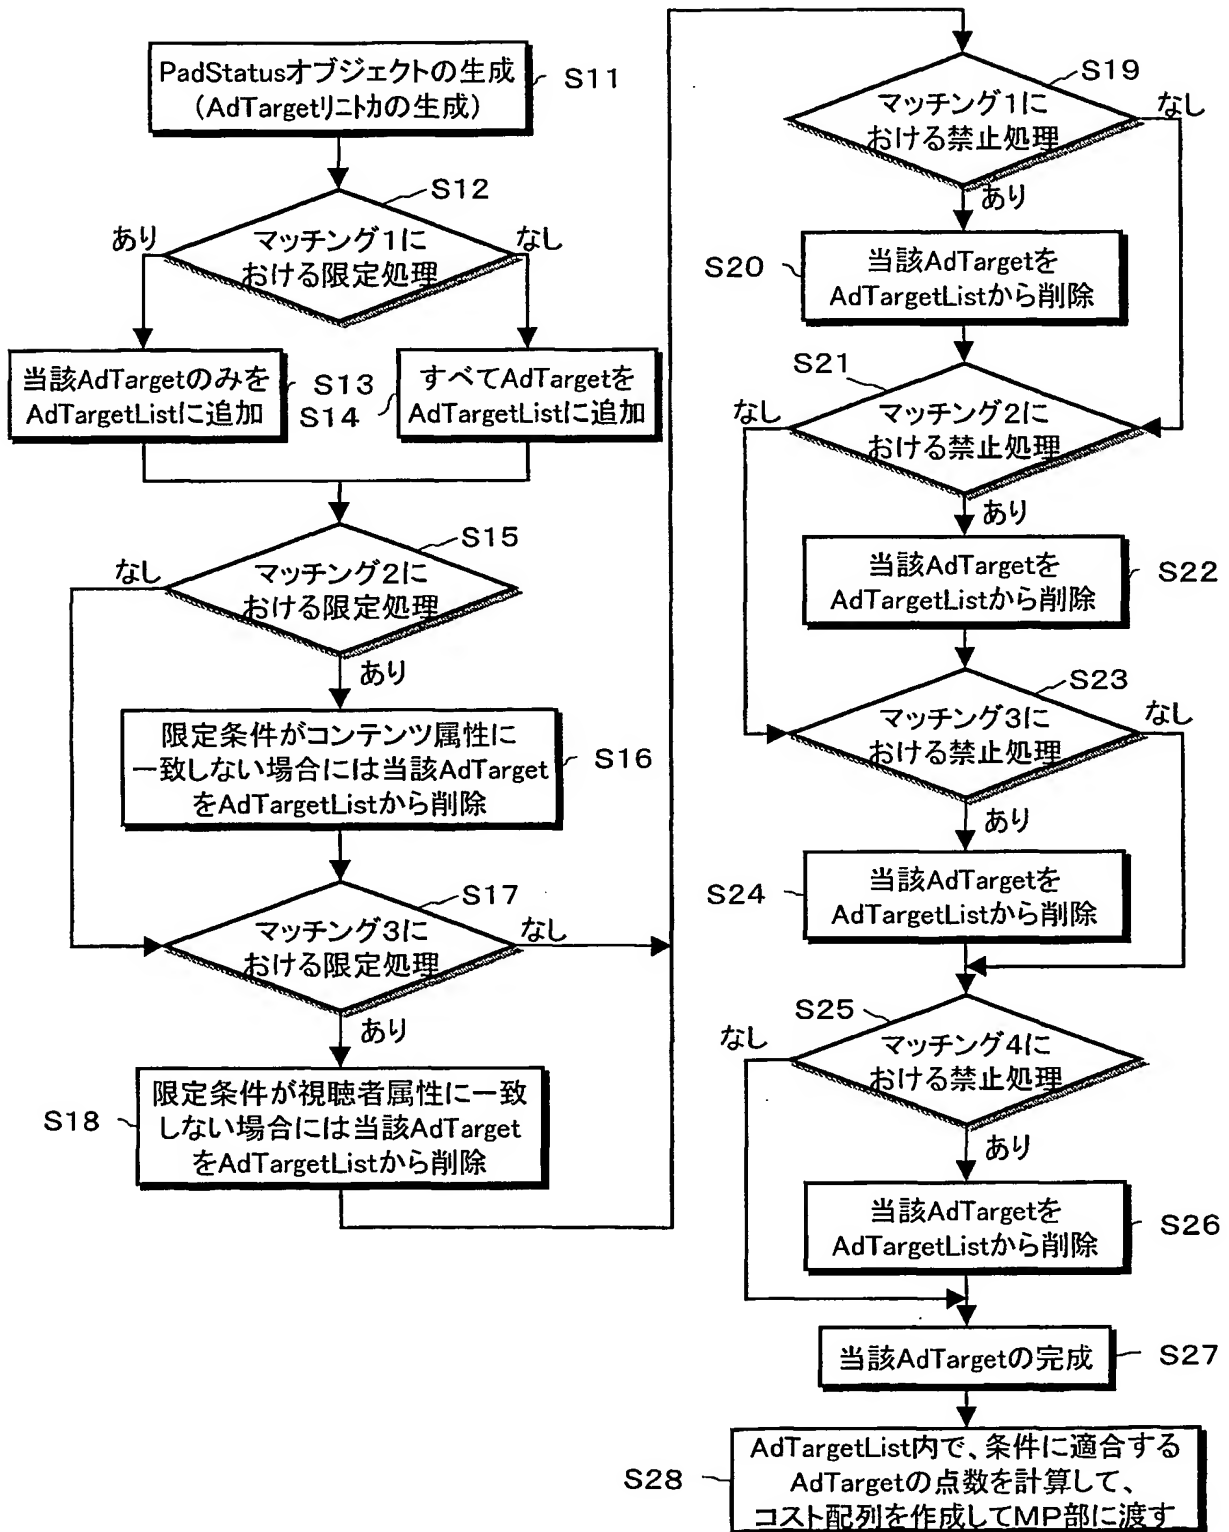 PadStatusオブジェクトの生成
(AdTargetリニトカの生成)
S11
S12
マッチング1に
おける限定処理
あり
なし
当該AdTargetのみを
AdTargetListに追加
S13
S14
すべてAdTargetを
AdTargetListに追加
S15
マッチング2に
おける限定処理
なし
あり
限定条件がコンテンツ属性に
一致しない場合には当該AdTarget
をAdTargetListから削除
S16
S17
マッチング3に
おける限定処理
なし
あり
限定条件が視聴者属性に一致
しない場合には当該AdTarget
をAdTargetListから削除
S18
S19
マッチング1に
おける禁止処理
なし
あり
S20
当該AdTargetを
AdTargetListから削除
S21
マッチング2に
おける禁止処理
なし
あり
当該AdTargetを
AdTargetListから削除
S22
S23
マッチング3に
おける禁止処理
なし
あり
S24
当該AdTargetを
AdTargetListから削除
S25
マッチング4に
おける禁止処理
なし
あり
当該AdTargetを
AdTargetListから削除
S26
当該AdTargetの完成
S27
S28
AdTargetList内で、条件に適合する
AdTargetの点数を計算して、
コスト配列を作成してMP部に渡す